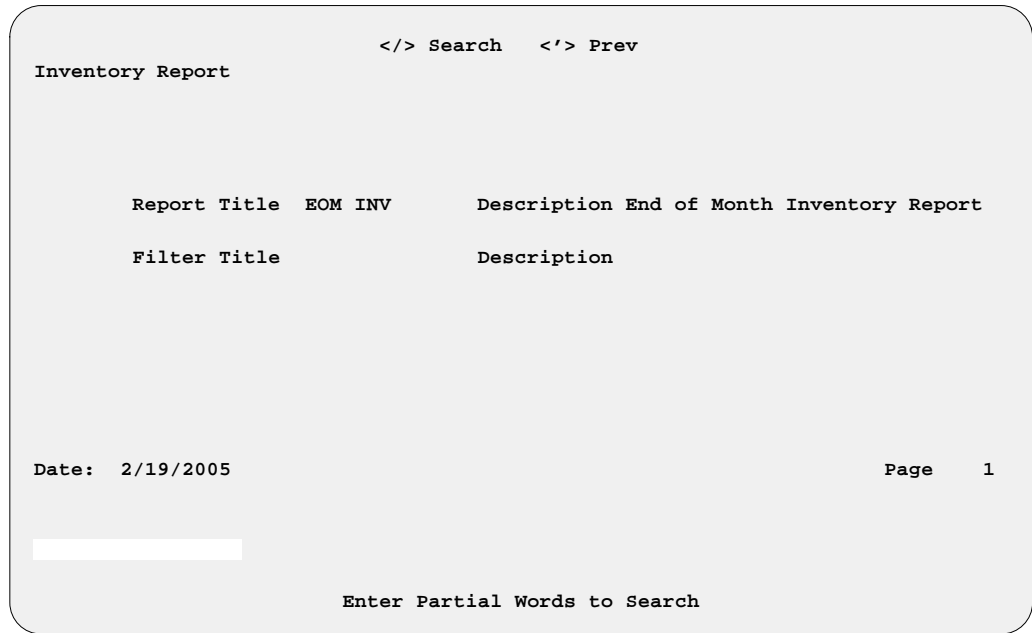 </> Search <'> Prev
Inventory Report
Report Title EOM INV Description End of Month Inventory Report
Filter Title Description
Date: 2/19/2005 Page 1
Enter Partial Words to Search